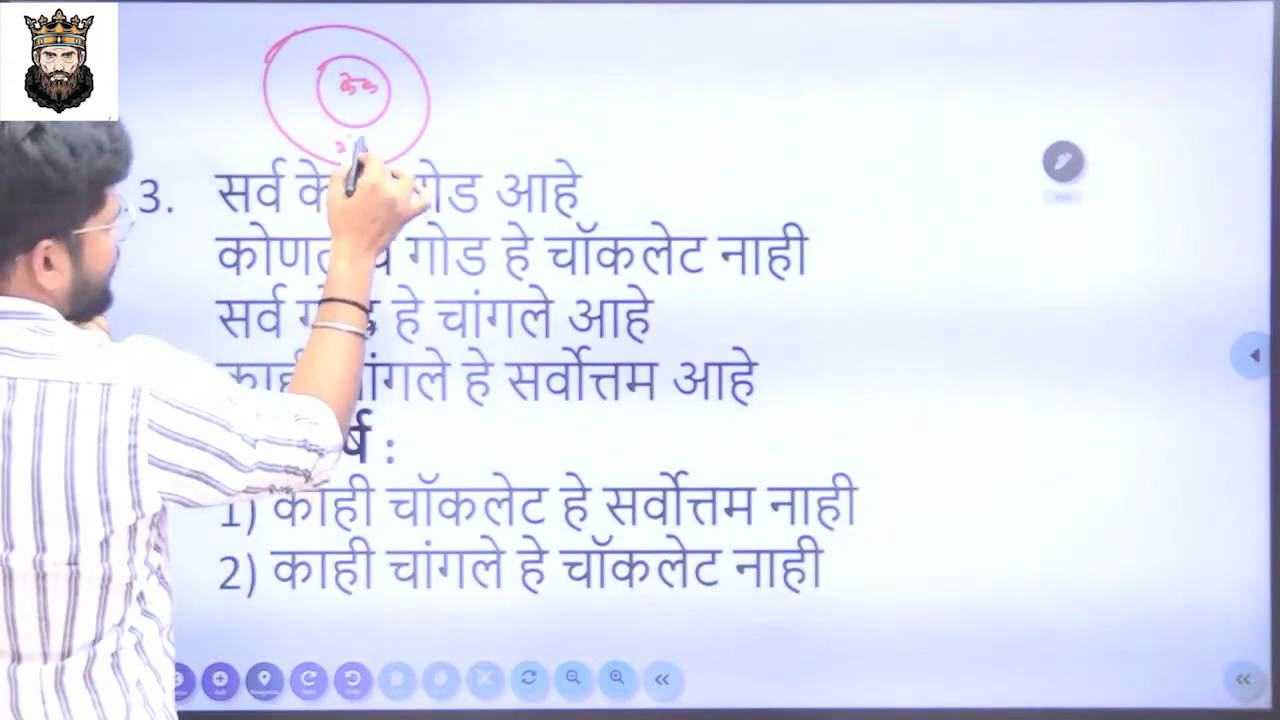 केक
3. सर्व गोड आहे
गोड हे चॉकलेट नाही
सर्व हे चांगले आहे
हे सर्वोत्तम आहे
:
1) काही चॉकलेट हे सर्वोत्तम नाही
2) काही चांगले हे चॉकलेट नाही